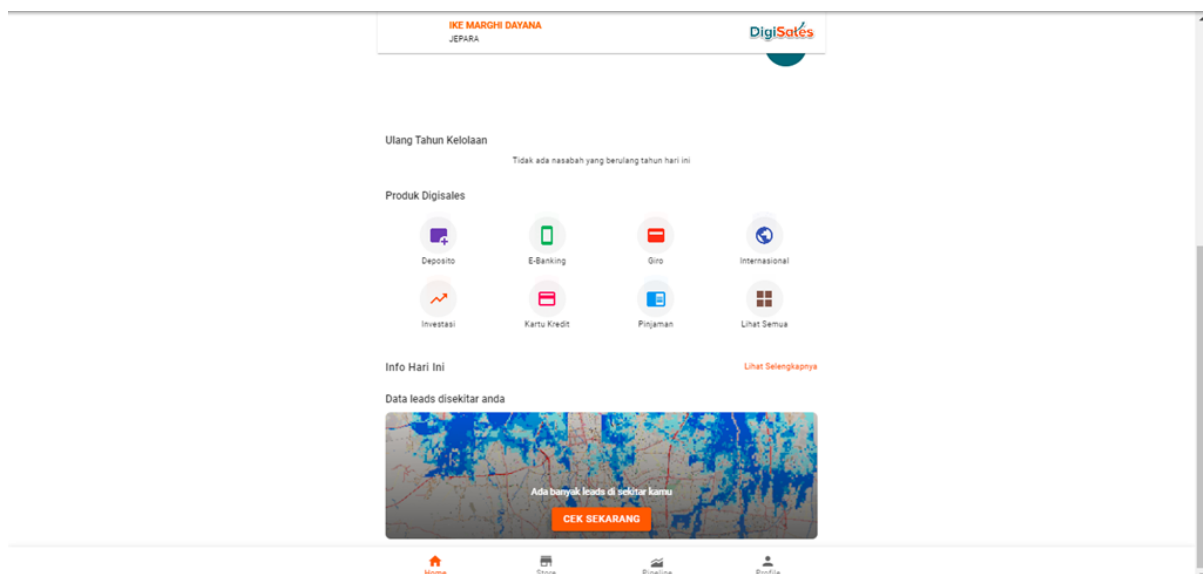 IKE MARGHI DAYANA
JEPARA
DigiSales
Ulang Tahun Kelolaan
Tidak ada nasabah yang berulang tahun hari ini
Produk Digisales
Deposito E-Banking Giro Internasional
Investasi Kartu Kredit Pinjaman Lihat Semua
Info Hari Ini Lihat Selengkapnya
Data leads disekitar anda
Ada banyak leads di sekitar kamu
CEK SEKARANG
Home Store Pipeline Profile